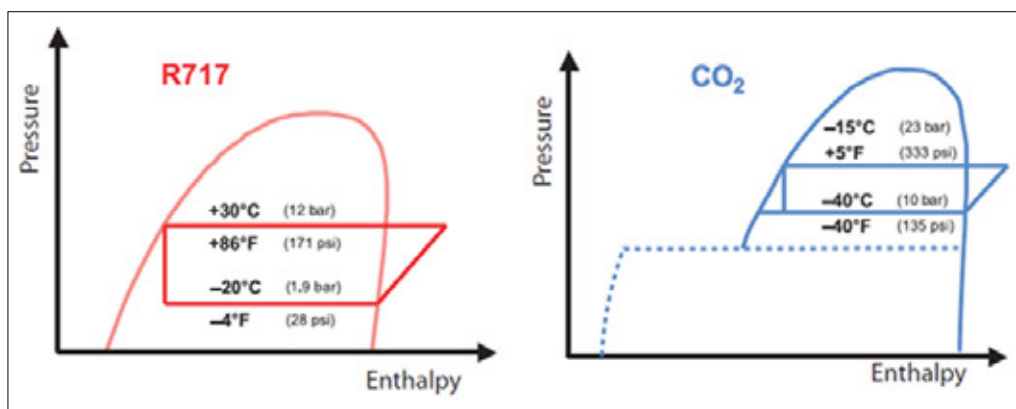 R717
Pressure
+30°C (12 bar)
+86°F (171 psi)
–20°C (1.9 bar)
–4°F (28 psi)
Enthalpy
CO₂
Pressure
–15°C (23 bar)
+5°F (333 psi)
–40°C (10 bar)
–40°F (135 psi)
Enthalpy